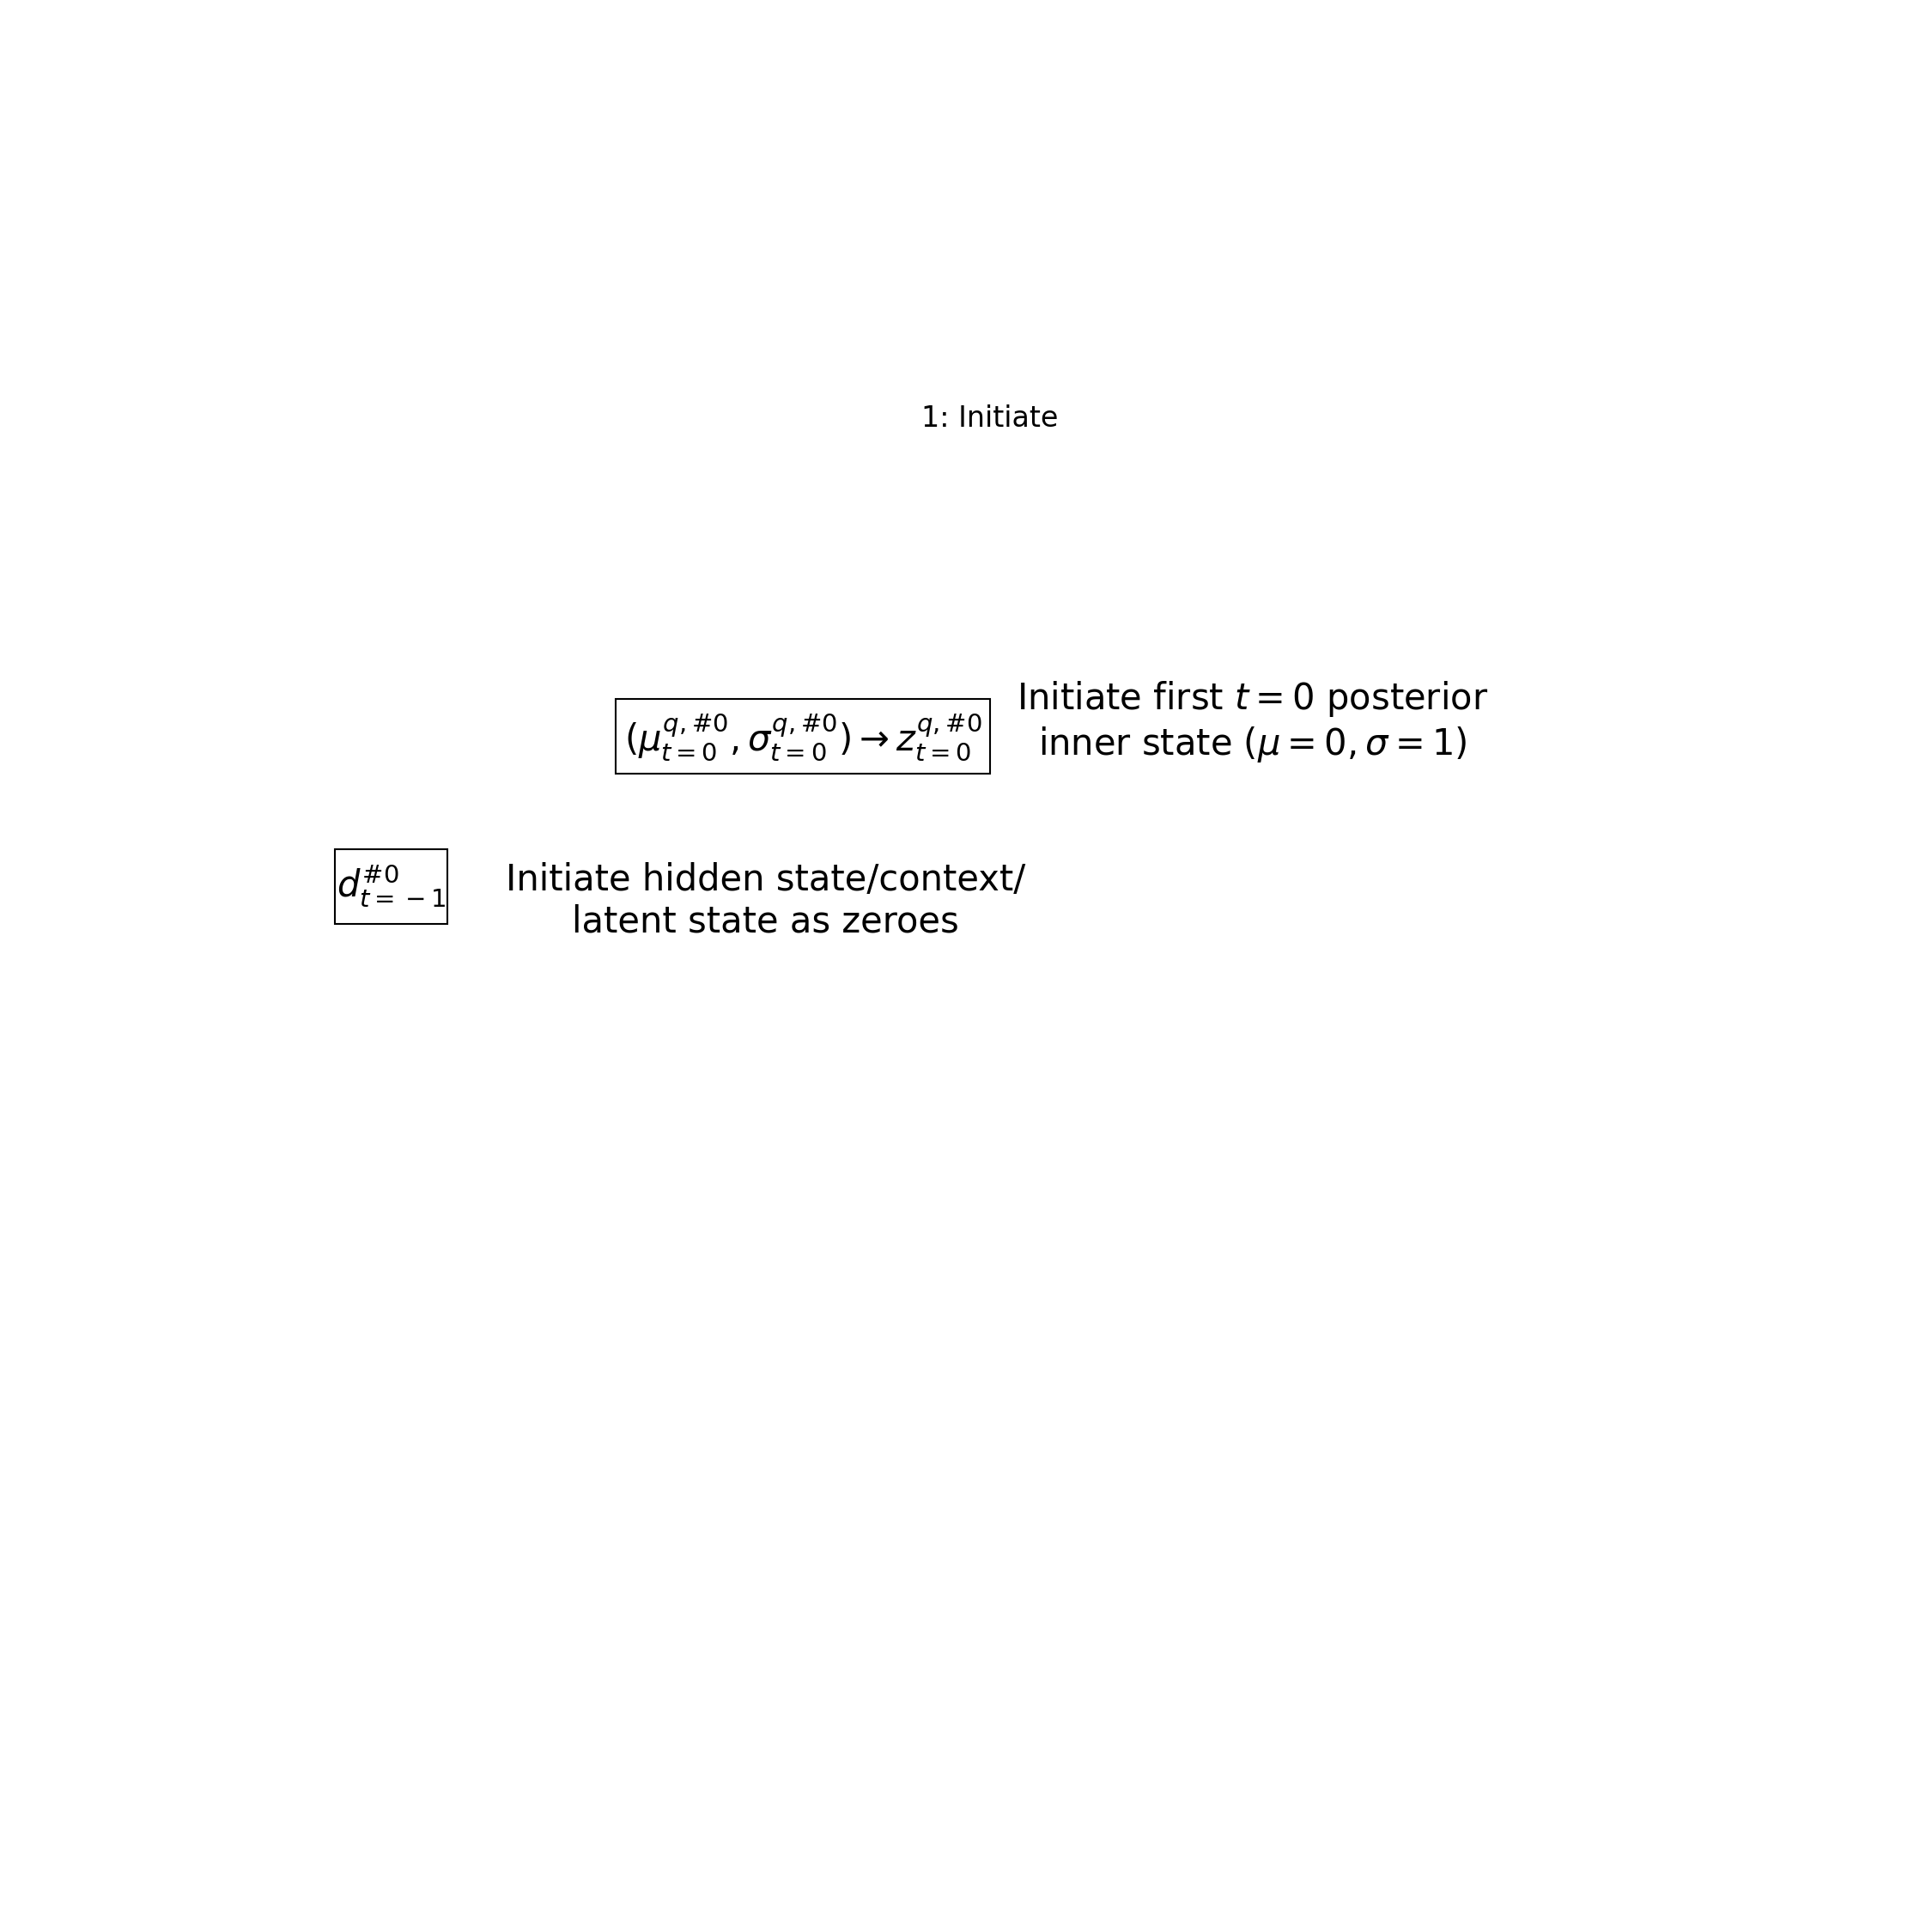 1: Initiate
$(\mu_{t=0}^{q,\#0}, \sigma_{t=0}^{q,\#0}) \rightarrow z_{t=0}^{q,\#0}$
Initiate first $t = 0$ posterior
inner state $(\mu = 0, \sigma = 1)$
$d_{t=-1}^{\#0}$
Initiate hidden state/context/
latent state as zeroes